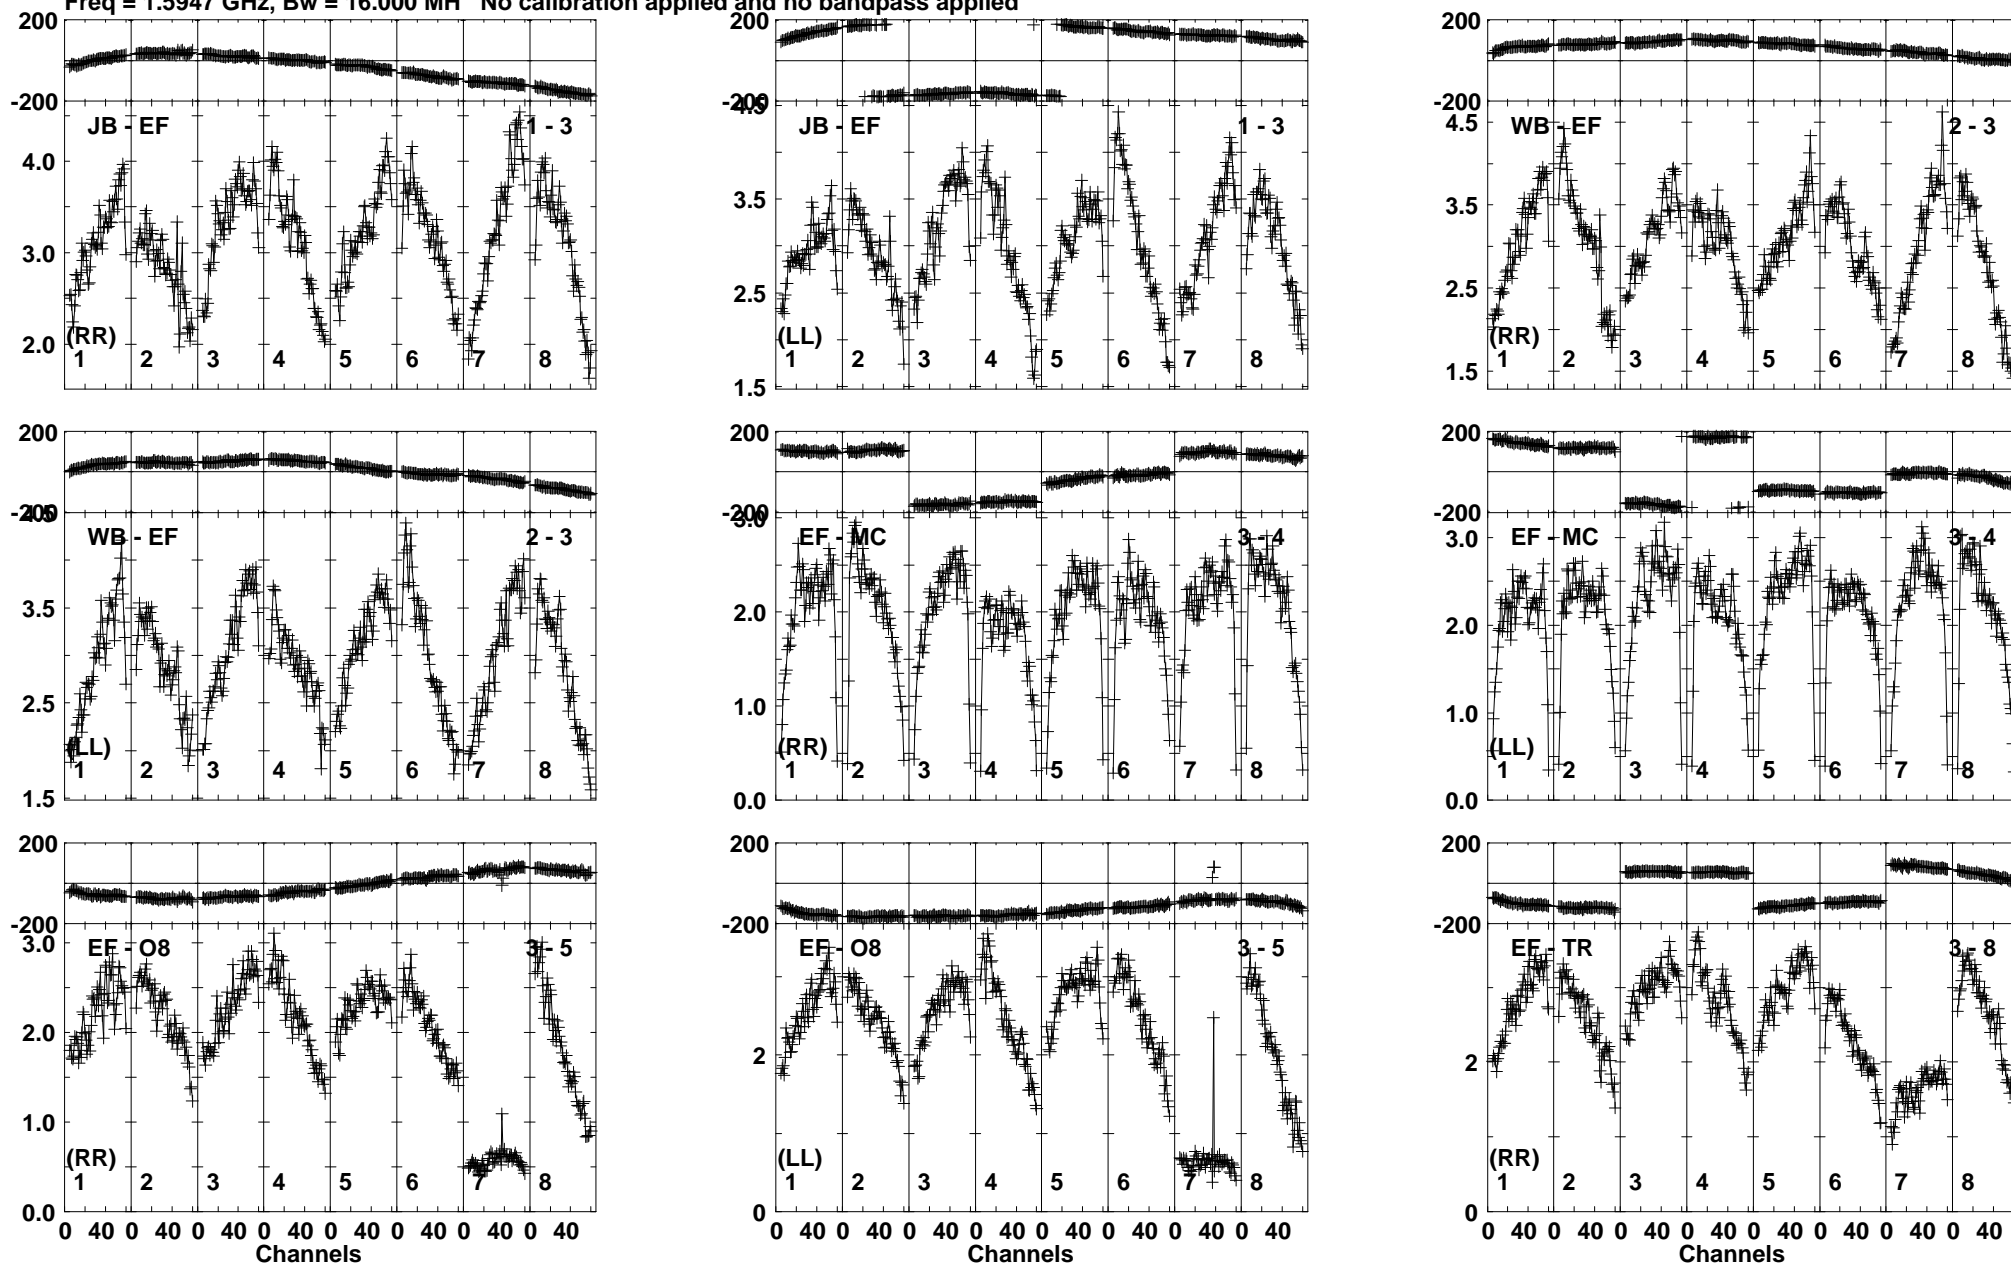 Freq = 1.5947 GHz, Bw = 16.000 MH No calibration applied and no bandpass applied
200 200 200
-200 -200 -200
4.5
JB - EF 1 - 3 JB - EF 1 - 3 WB - EF 2 - 3
4.0 3.0 2.0
3.5 2.5 1.5
4.5 3.5 2.5 1.5
(RR) (LL) (RR)
1 2 3 4 5 6 7 8 1 2 3 4 5 6 7 8 1 2 3 4 5 6 7 8
200 200 200
-200 -200 -200
4.5 3.0
WB - EF 2 - 3 EF - MC 3 - 4 EF - MC 3 - 4
3.5 2.5 1.5
2.0 1.0 0.0
3.0 2.0 1.0 0.0
(LL) (RR) (LL)
1 2 3 4 5 6 7 8 1 2 3 4 5 6 7 8 1 2 3 4 5 6 7 8
200 200 200
-200 -200 -200
EF - O8 3 - 5 EF - O8 3 - 5 EF - TR 3 - 8
3.0 2.0 1.0 0.0
2 0
2 0
(RR) (LL) (RR)
1 2 3 4 5 6 7 8 1 2 3 4 5 6 7 8 1 2 3 4 5 6 7 8
0 40 0 40 0 40 0 40 0 40 0 40 0 40 0 40 0 40 0 40 0 40 0 40 0 40 0 40 0 40 0 40 0 40 0 40 0 40 0 40 0 40 0 40 0 40 0 40
Channels Channels Channels